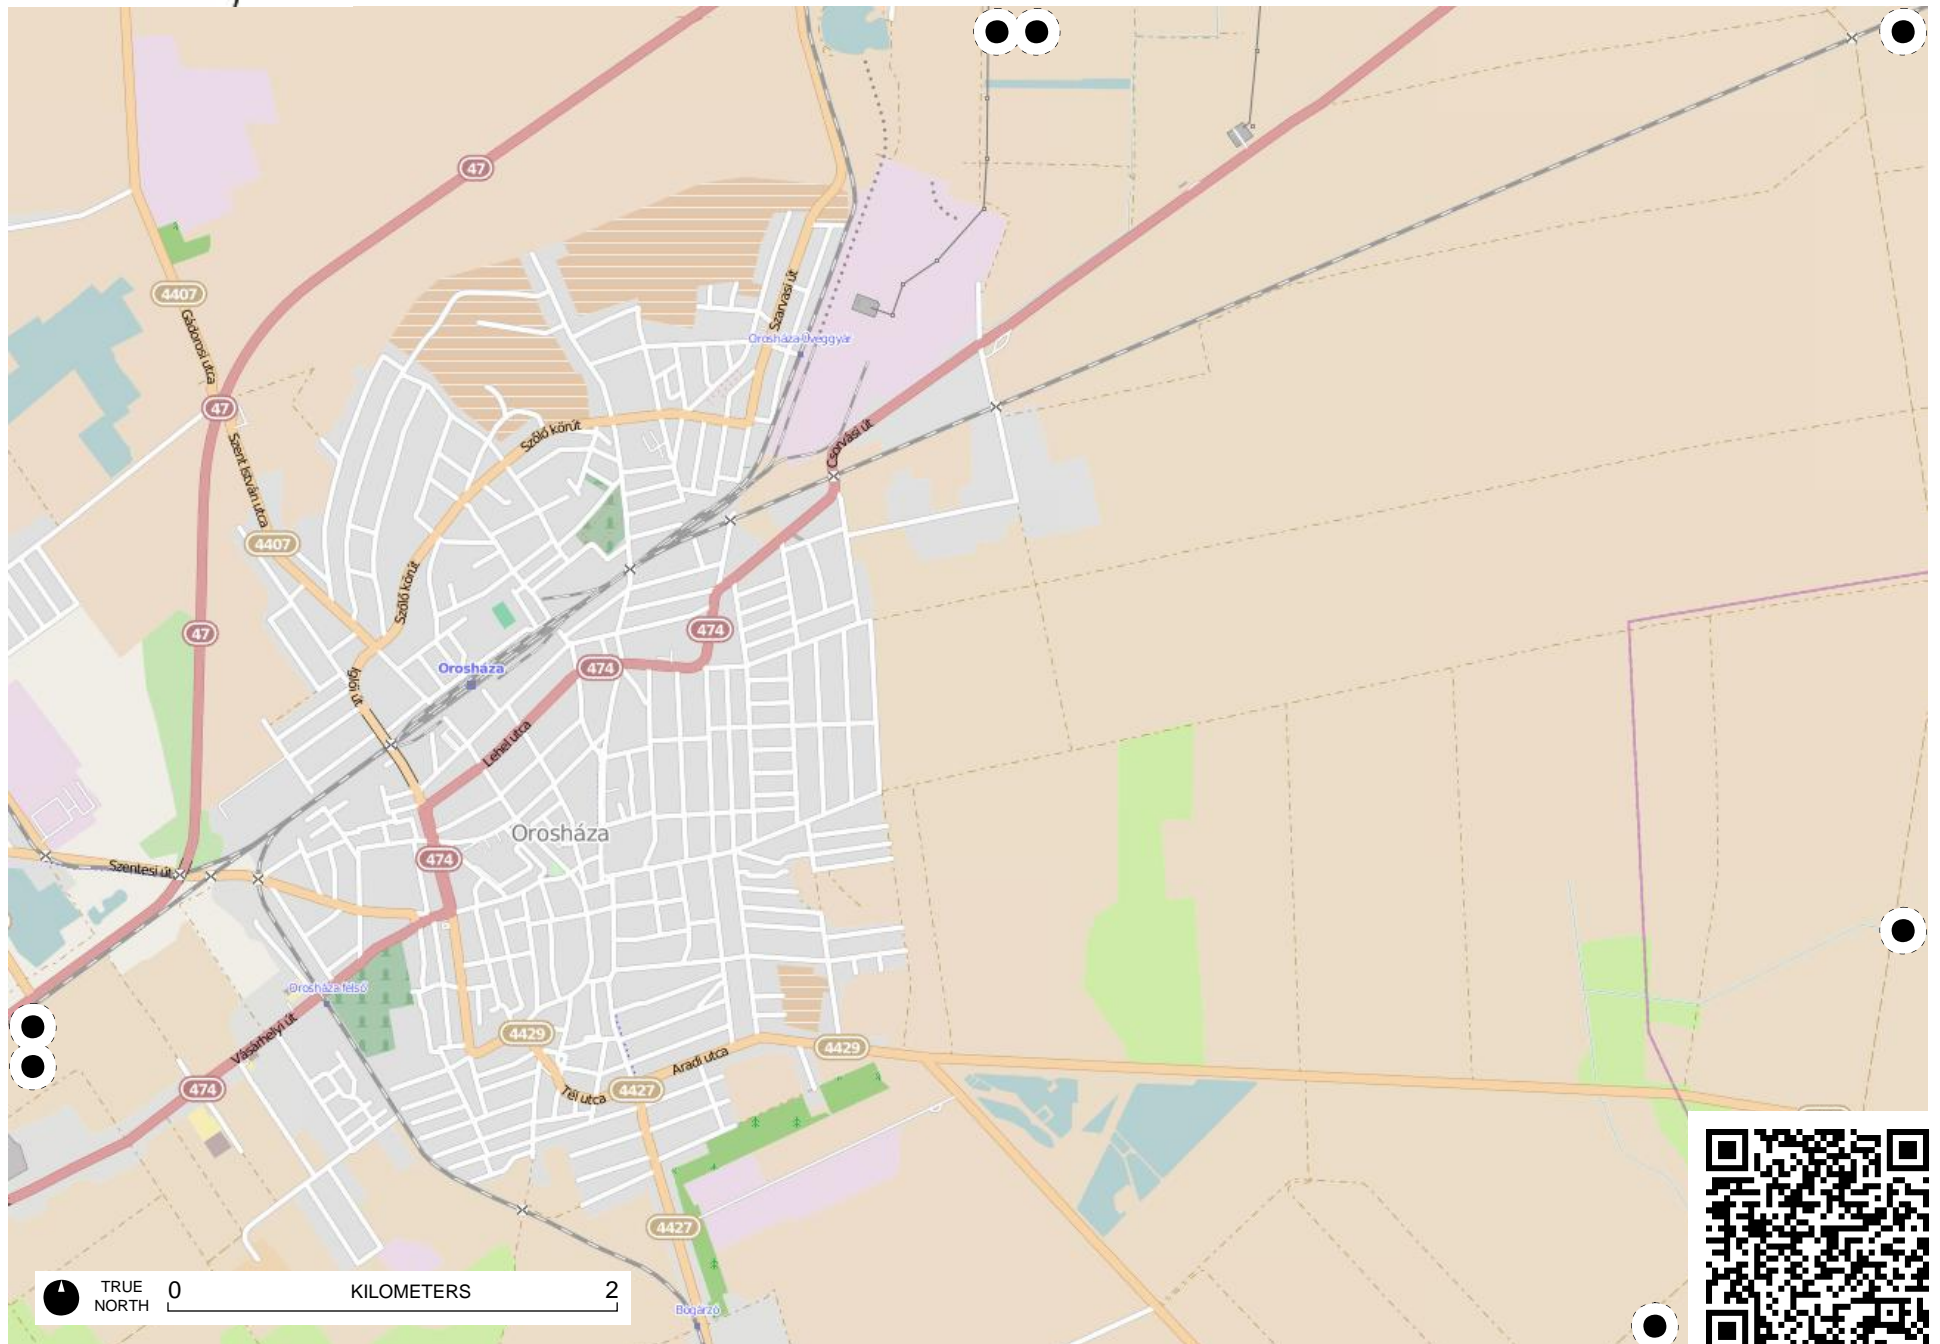 47
4407
Gádorosi utca
Szarvasi út
Orosháza-Üveggyár
47
Szőlő körút
Csorvási út
Szent István utca
4407
Szőlő körút
47
474
474
Orosháza
Iglói út
Lehel utca
Orosháza
474
Szentesi út
Orosháza felső
Vásárhelyi út
4429
4429
Aradi utca
474
Tél utca
4427
4427
TRUE NORTH
0 KILOMETERS 2
Bogárzó